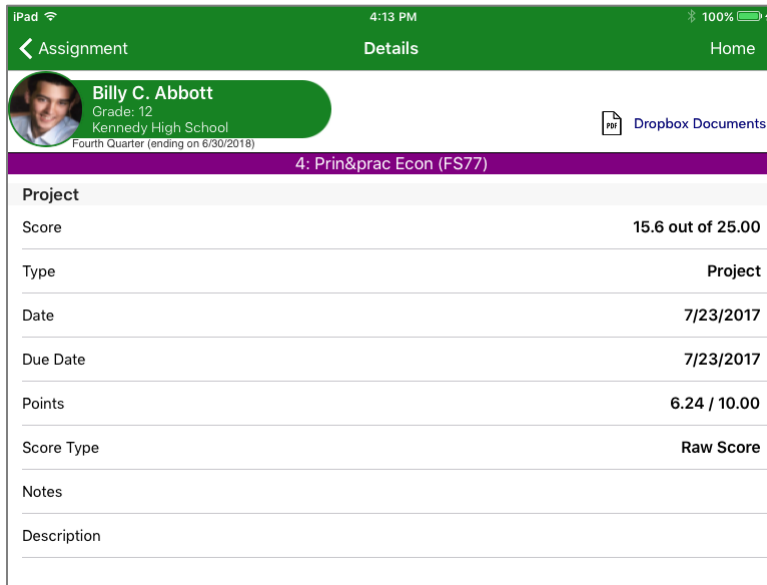 iPad 4:13 PM 100%
Assignment Details Home
Billy C. Abbott
Grade: 12
Kennedy High School
PDF Dropbox Documents
Fourth Quarter (ending on 6/30/2018)
4: Prin&prac Econ (FS77)
Project
Score 15.6 out of 25.00
Type Project
Date 7/23/2017
Due Date 7/23/2017
Points 6.24 / 10.00
Score Type Raw Score
Notes
Description